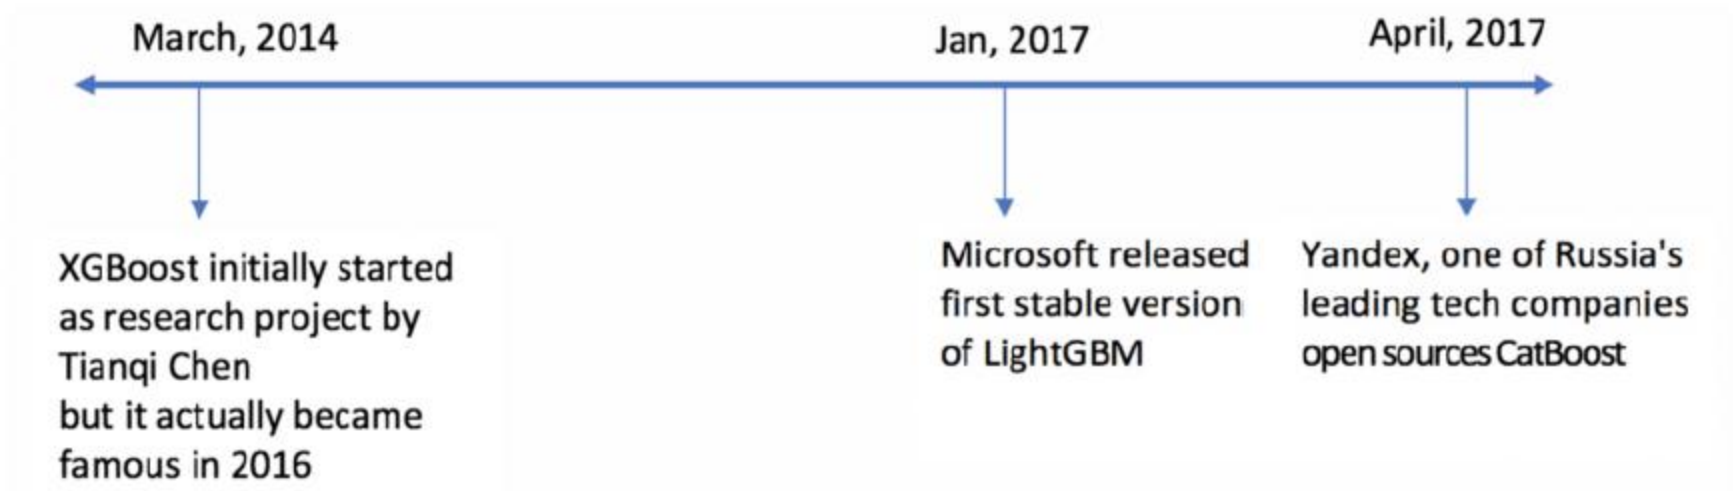 March, 2014
Jan, 2017
April, 2017
XGBoost initially started
as research project by
Tianqi Chen
but it actually became
famous in 2016
Microsoft released
first stable version
of LightGBM
Yandex, one of Russia's
leading tech companies
open sources CatBoost